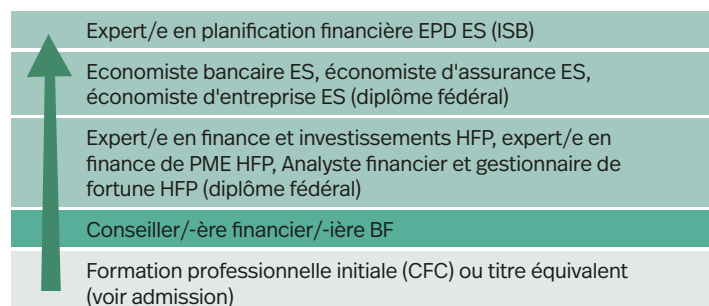 Expert/e en planification financière EPD ES (ISB)
Economiste bancaire ES, économiste d'assurance ES,
économiste d'entreprise ES (diplôme fédéral)
Expert/e en finance et investissements HFP, expert/e en
finance de PME HFP, Analyste financier et gestionnaire de
fortune HFP (diplôme fédéral)
Conseiller/-ère financier/-ière BF
Formation professionnelle initiale (CFC) ou titre équivalent
(voir admission)